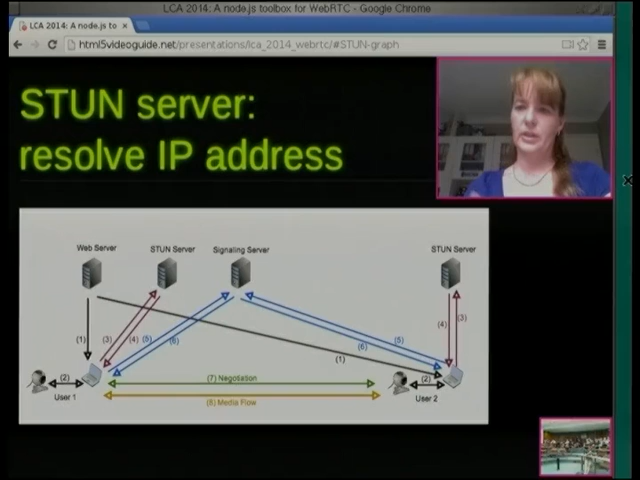 LCA 2014: A node.js toolbox for WebRTC - Google Chrome
LCA 2014: A node.js to
html5videoguide.net/presentations/lca_2014_webrtc/#STUN-graph
STUN server:
resolve IP address
Web Server
STUN Server
Signaling Server
STUN Server
(1)
(3)
(4)
(5)
(6)
(1)
(6)
(5)
(4)
(3)
(2)
(7) Negotiation
(2)
User 1
(8) Media Flow
User 2